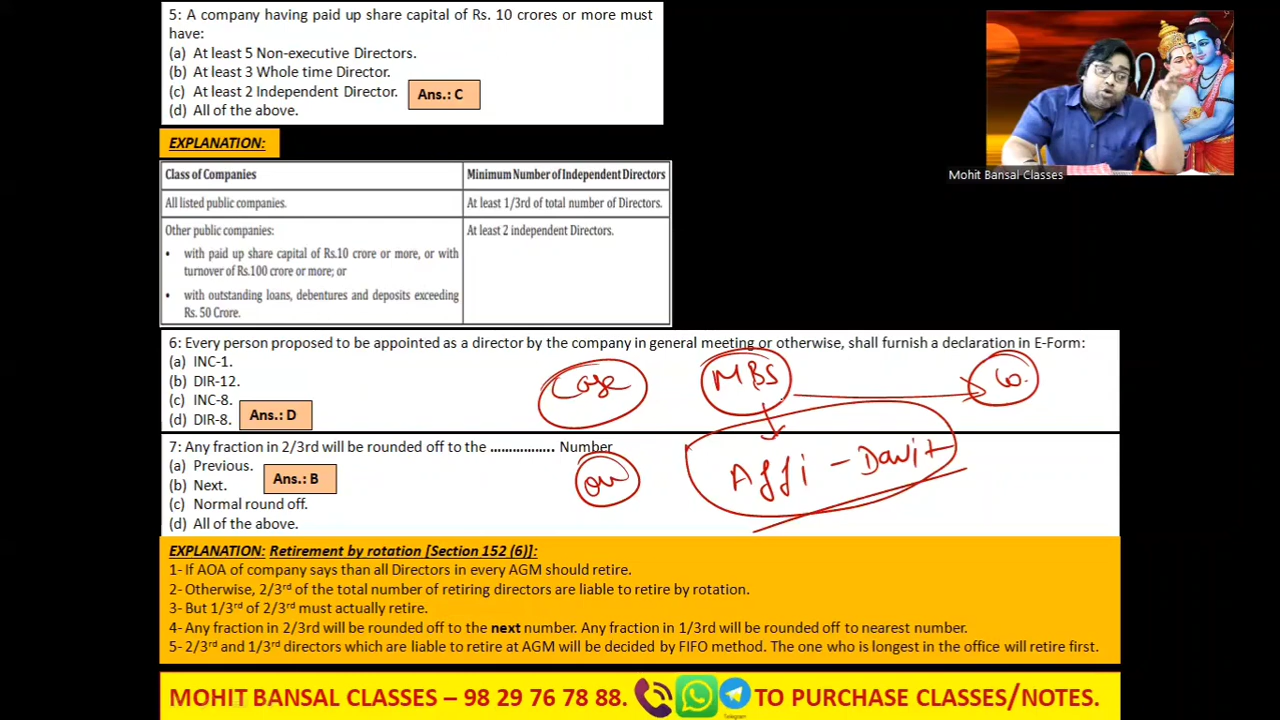 5: A company having paid up share capital of Rs. 10 crores or more must
have:
(a) At least 5 Non-executive Directors.
(b) At least 3 Whole time Director.
(c) At least 2 Independent Director.
(d) All of the above.
Ans.: C
Mohit Bansal Classes
EXPLANATION:
Class of Companies
Minimum Number of Independent Directors
All listed public companies.
At least 1/3rd of total number of Directors.
Other public companies:
At least 2 independent Directors.
• with paid up share capital of Rs.10 crore or more, or with
turnover of Rs.100 crore or more; or
• with outstanding loans, debentures and deposits exceeding
Rs. 50 Crore.
6: Every person proposed to be appointed as a director by the company in general meeting or otherwise, shall furnish a declaration in E-Form:
(a) INC-1.
(b) DIR-12.
(c) INC-8.
(d) DIR-8.
Ans.: D
Case
MBS
Co.
7: Any fraction in 2/3rd will be rounded off to the ................ Number
(a) Previous.
(b) Next.
(c) Normal round off.
(d) All of the above.
Ans.: B
Affi - Davit
EXPLANATION: Retirement by rotation [Section 152 (6)]:
1- If AOA of company says than all Directors in every AGM should retire.
2- Otherwise, 2/3rd of the total number of retiring directors are liable to retire by rotation.
3- But 1/3rd of 2/3rd must actually retire.
4- Any fraction in 2/3rd will be rounded off to the next number. Any fraction in 1/3rd will be rounded off to nearest number.
5- 2/3rd and 1/3rd directors which are liable to retire at AGM will be decided by FIFO method. The one who is longest in the office will retire first.
MOHIT BANSAL CLASSES – 98 29 76 78 88. TO PURCHASE CLASSES/NOTES.
Telegram